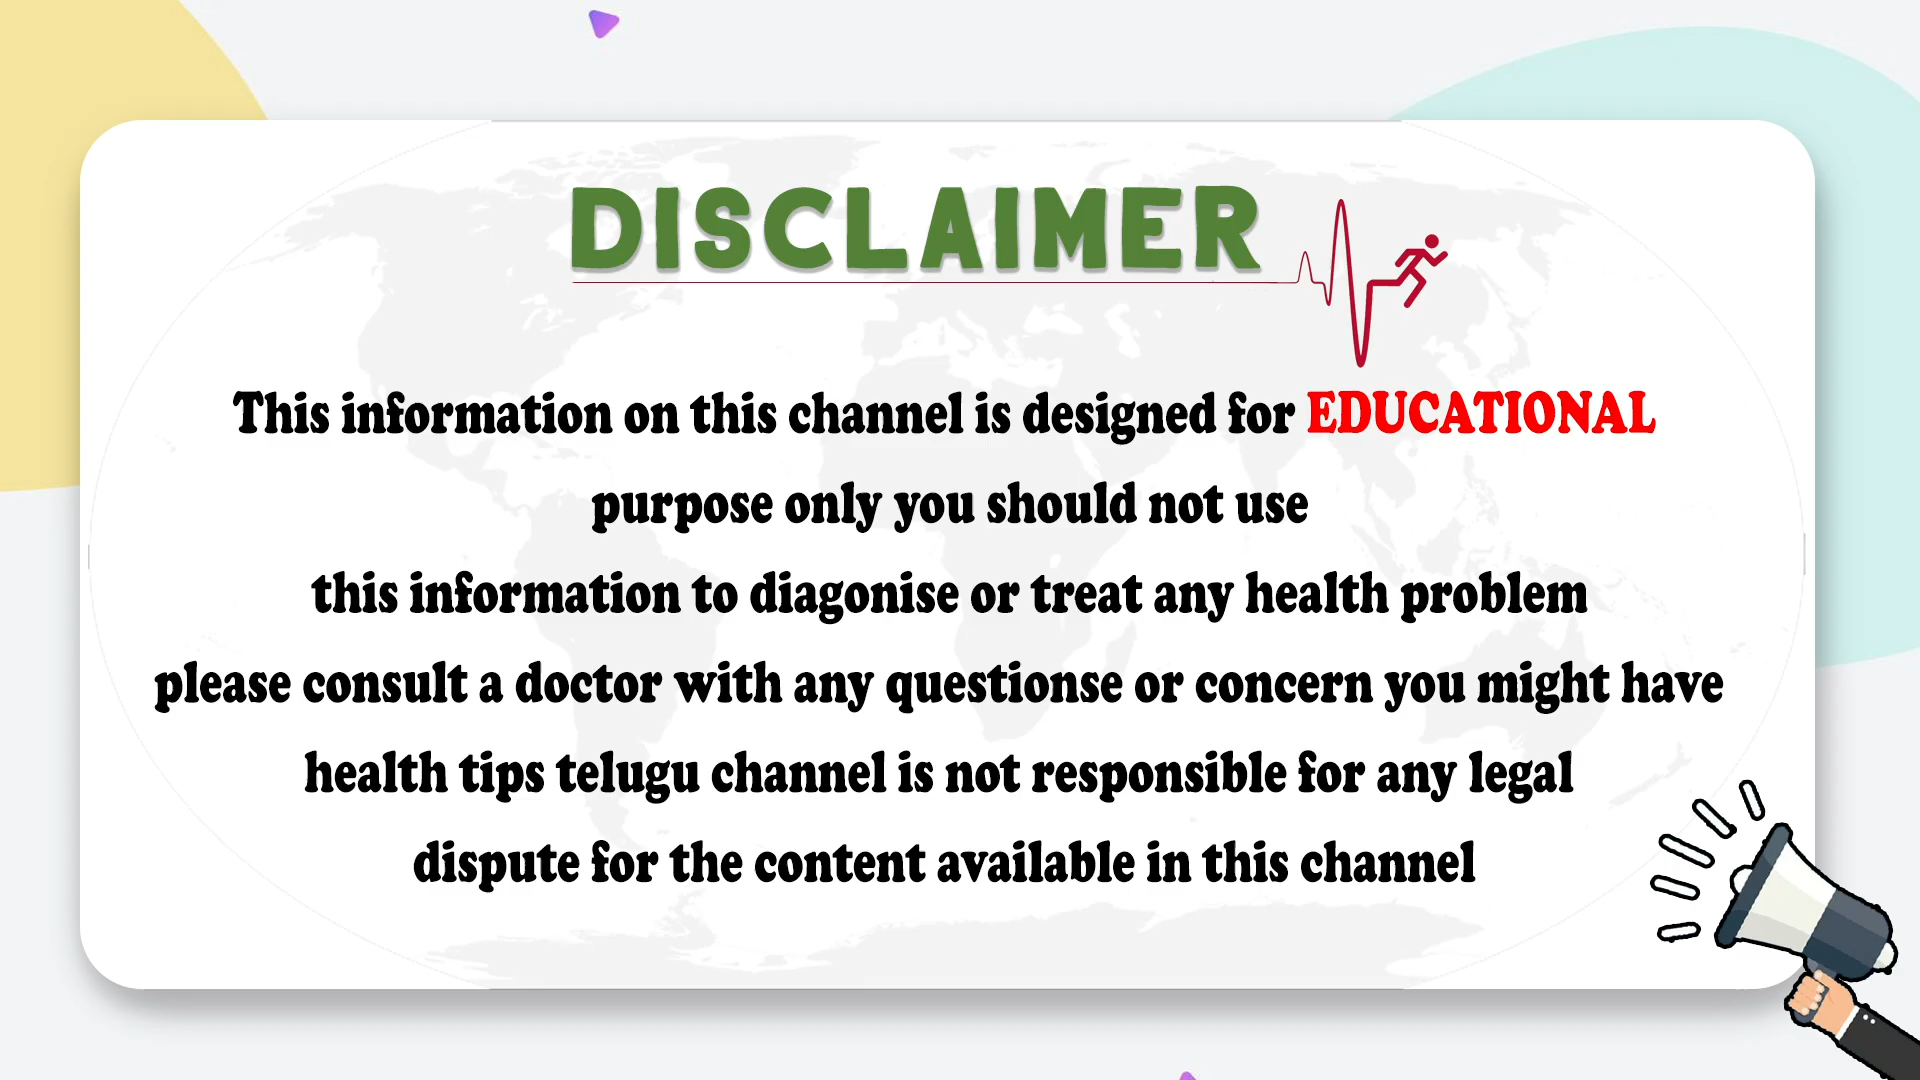 DISCLAIMER
This information on this channel is designed for EDUCATIONAL
purpose only you should not use
this information to diagonise or treat any health problem
please consult a doctor with any questionse or concern you might have
health tips telugu channel is not responsible for any legal
dispute for the content available in this channel